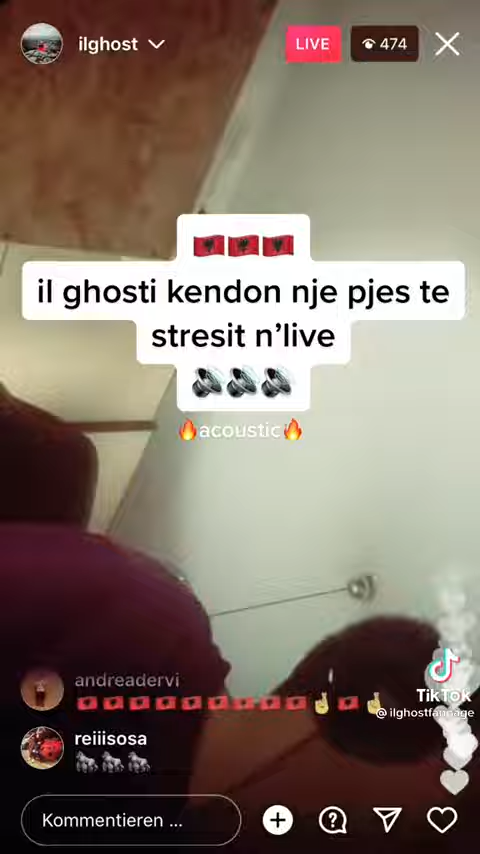 ilghost
LIVE
474
🇦🇱🇦🇱🇦🇱
il ghosti kendon nje pjes te
stresit n’live
🔊🔊🔊
🔥acoustic🔥
andreadervi
🇦🇱🇦🇱🇦🇱🇦🇱🇦🇱🇦🇱🇦🇱🇦🇱🇦🇱🤞🇦🇱🤞
TikTok
@ilghostfanpage
reiiisosa
🦍🦍🦍
Kommentieren ...